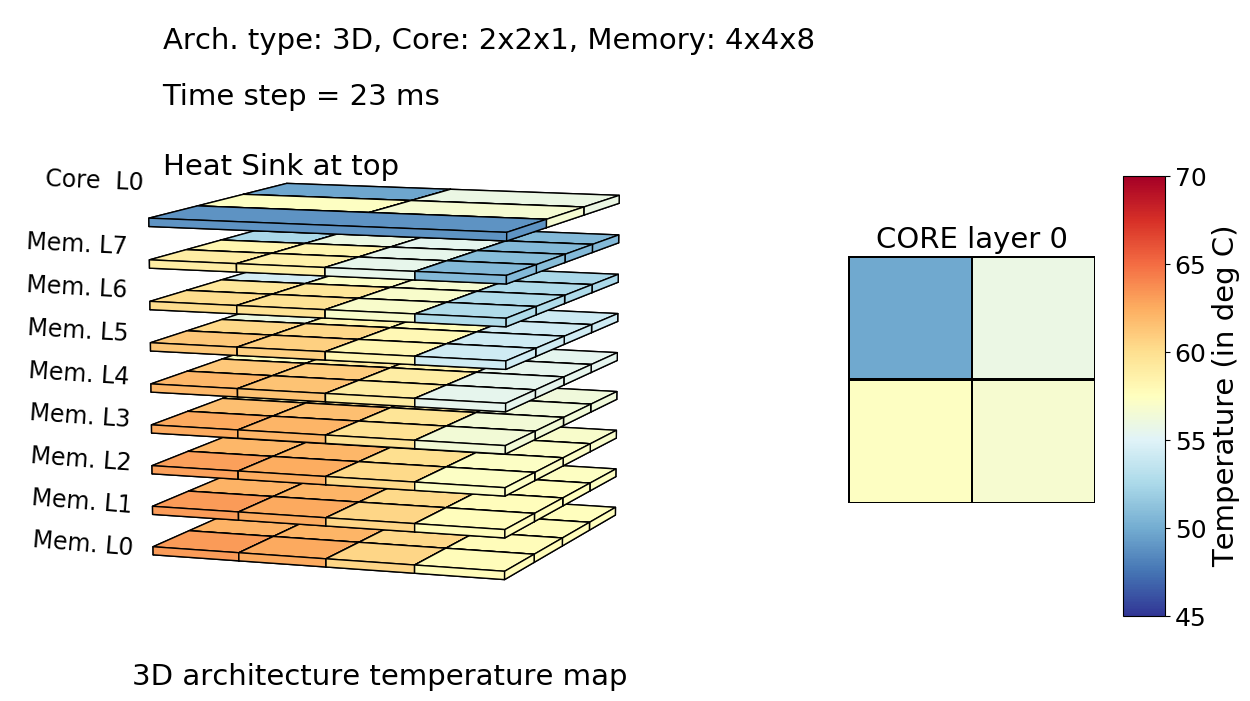 Arch. type: 3D, Core: 2x2x1, Memory: 4x4x8
Time step = 23 ms
Heat Sink at top
Core  L0
Mem. L7
Mem. L6
Mem. L5
Mem. L4
Mem. L3
Mem. L2
Mem. L1
Mem. L0
3D architecture temperature map
CORE layer 0
70
65
60
55
50
45
Temperature (in deg C)